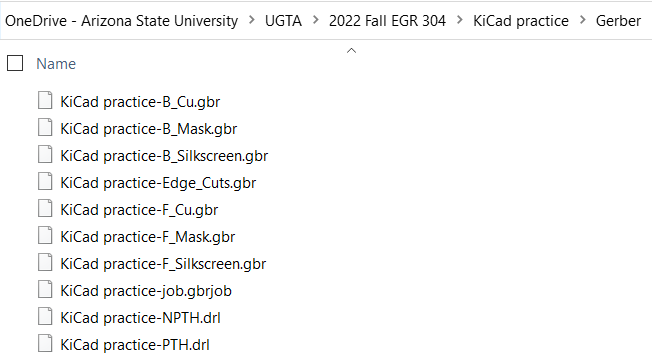 OneDrive - Arizona State University > UGTA > 2022 Fall EGR 304 > KiCad practice > Gerber
Name
KiCad practice-B_Cu.gbr
KiCad practice-B_Mask.gbr
KiCad practice-B_Silkscreen.gbr
KiCad practice-Edge_Cuts.gbr
KiCad practice-F_Cu.gbr
KiCad practice-F_Mask.gbr
KiCad practice-F_Silkscreen.gbr
KiCad practice-job.gbrjob
KiCad practice-NPTH.drl
KiCad practice-PTH.drl